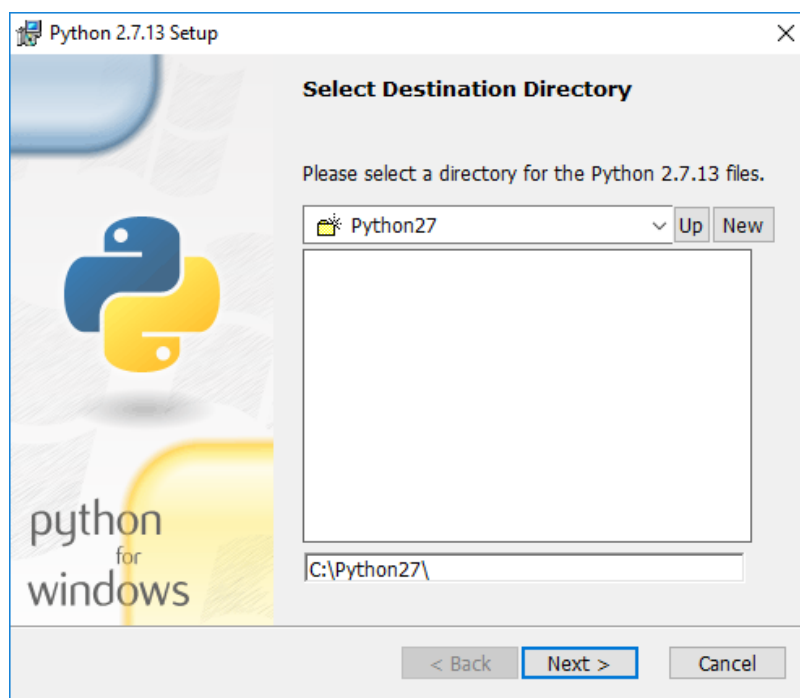 Python 2.7.13 Setup
Select Destination Directory
Please select a directory for the Python 2.7.13 files.
Python27
Up
New
C:\Python27\
python
for
windows
< Back
Next >
Cancel